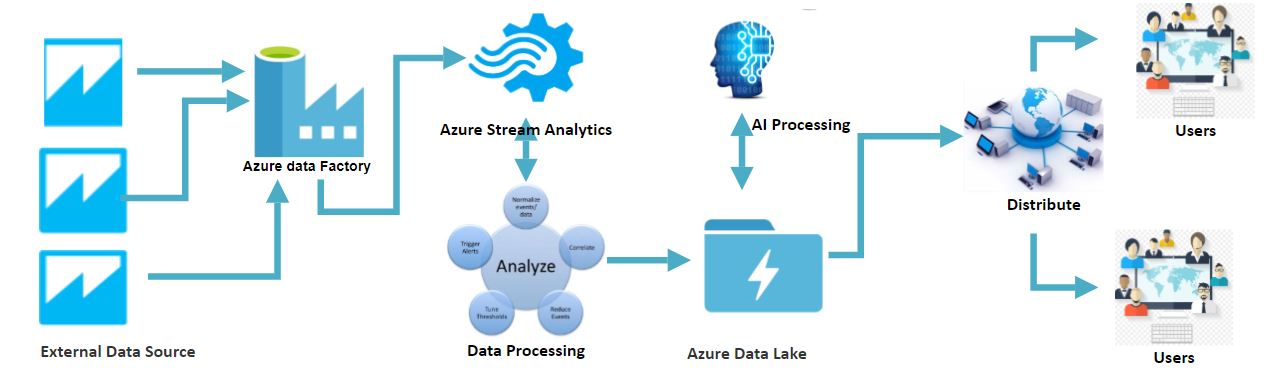 Azure data Factory
External Data Source
Azure Stream Analytics
Normalize
events/
data
Trigger
Alerts
Correlate
Analyze
Tune
Thresholds
Reduce
Events
Data Processing
AI Processing
Azure Data Lake
Distribute
Users
Users